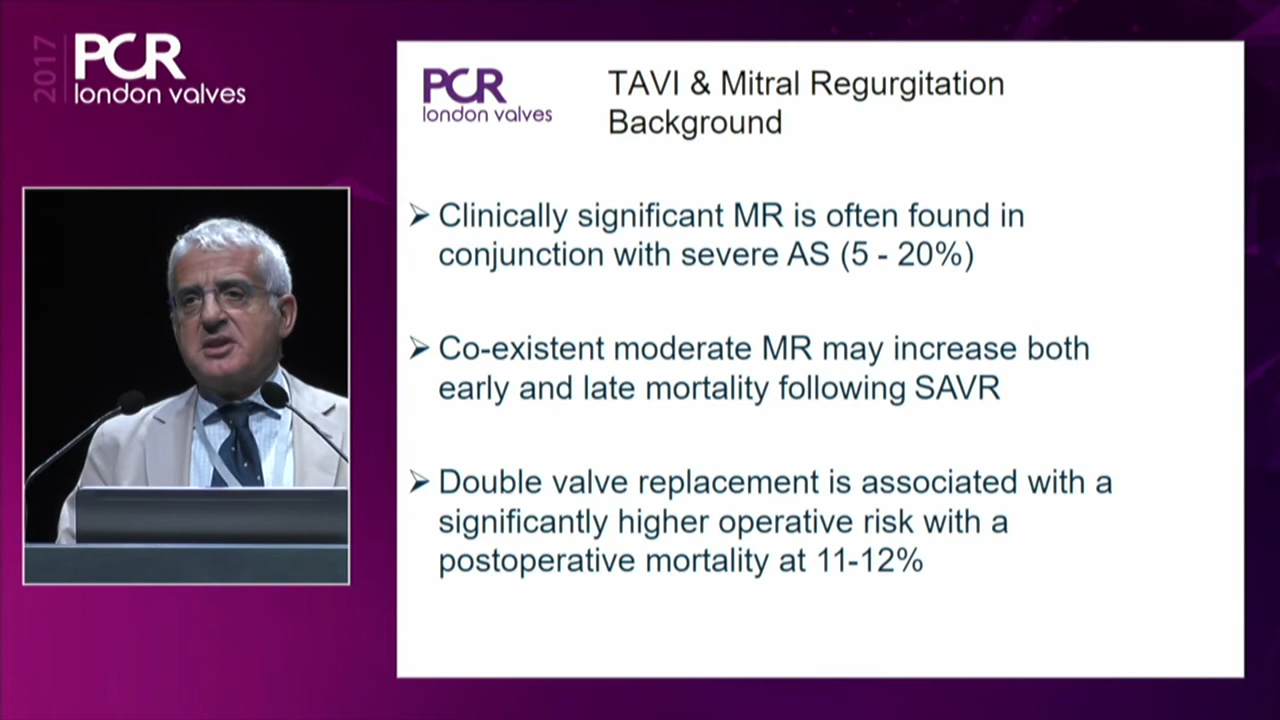 2017
PCR
london valves
PCR
london valves
TAVI & Mitral Regurgitation
Background
➢ Clinically significant MR is often found in
conjunction with severe AS (5 - 20%)
➢ Co-existent moderate MR may increase both
early and late mortality following SAVR
➢ Double valve replacement is associated with a
significantly higher operative risk with a
postoperative mortality at 11-12%